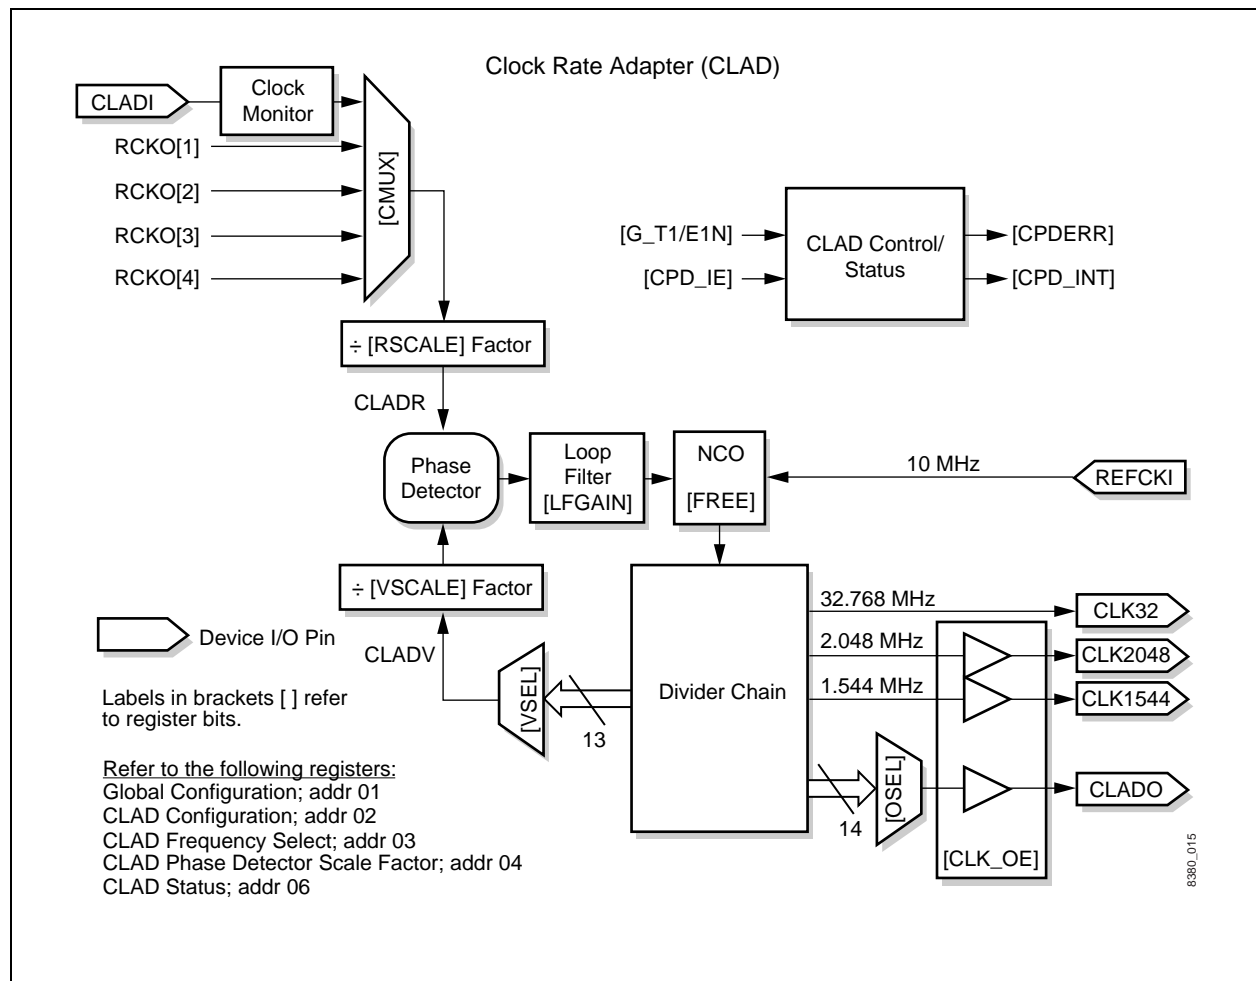 Clock Rate Adapter (CLAD)
CLADI
Clock
Monitor
RCKO[1]
RCKO[2]
RCKO[3]
RCKO[4]
[CMUX]
[G_T1/E1N]
[CPD_IE]
CLAD Control/
Status
[CPDERR]
[CPD_INT]
÷ [RSCALE] Factor
CLADR
Phase
Detector
Loop
Filter
[LFGAIN]
NCO
[FREE]
10 MHz
REFCKI
÷ [VSCALE] Factor
CLADV
[VSEL]
13
Divider Chain
32.768 MHz
2.048 MHz
1.544 MHz
14
[OSEL]
[CLK_OE]
CLK32
CLK2048
CLK1544
CLADO
Device I/O Pin
Labels in brackets [ ] refer
to register bits.
Refer to the following registers:
Global Configuration; addr 01
CLAD Configuration; addr 02
CLAD Frequency Select; addr 03
CLAD Phase Detector Scale Factor; addr 04
CLAD Status; addr 06
8380_015